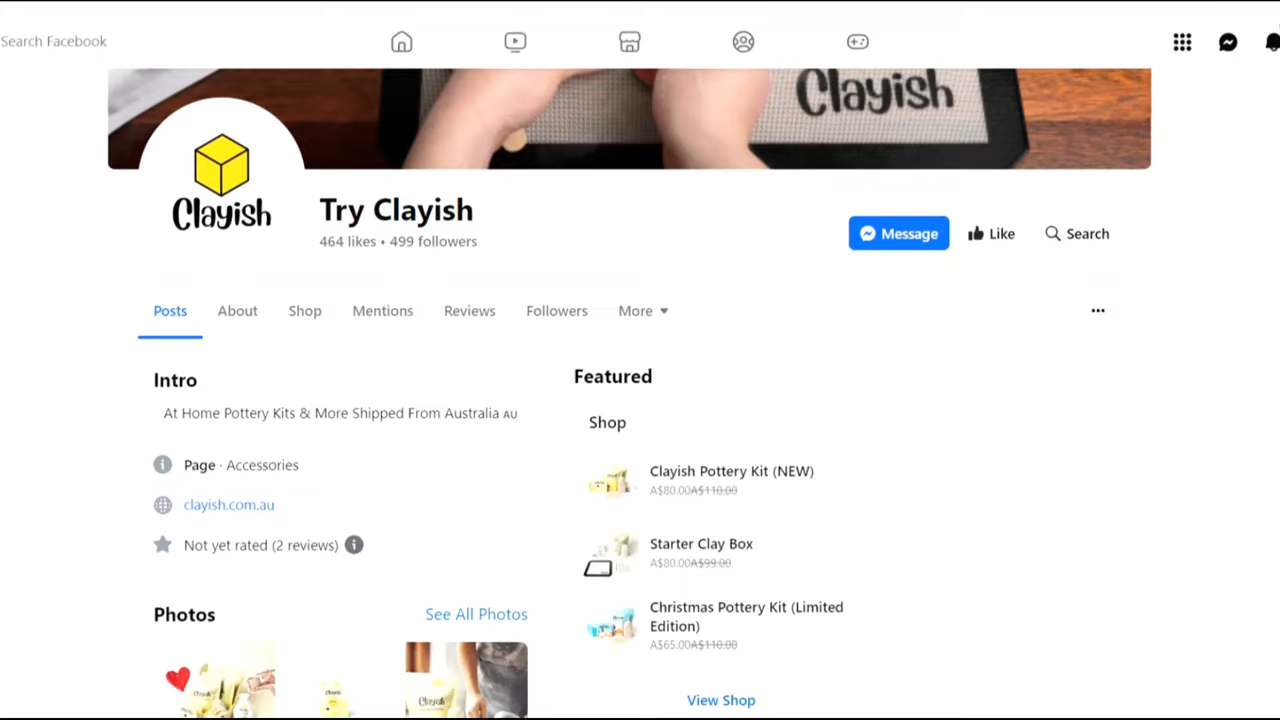 Search Facebook
Clayish
Clayish
Try Clayish
464 likes • 499 followers
Message
Like
Search
Posts
About
Shop
Mentions
Reviews
Followers
More
Intro
At Home Pottery Kits & More Shipped From Australia AU
Page · Accessories
clayish.com.au
Not yet rated (2 reviews)
Photos
See All Photos
Clayish
Featured
Shop
Clayish Pottery Kit (NEW)
A$80.00A$110.00
Starter Clay Box
A$80.00A$99.00
Christmas Pottery Kit (Limited
Edition)
A$65.00A$110.00
View Shop